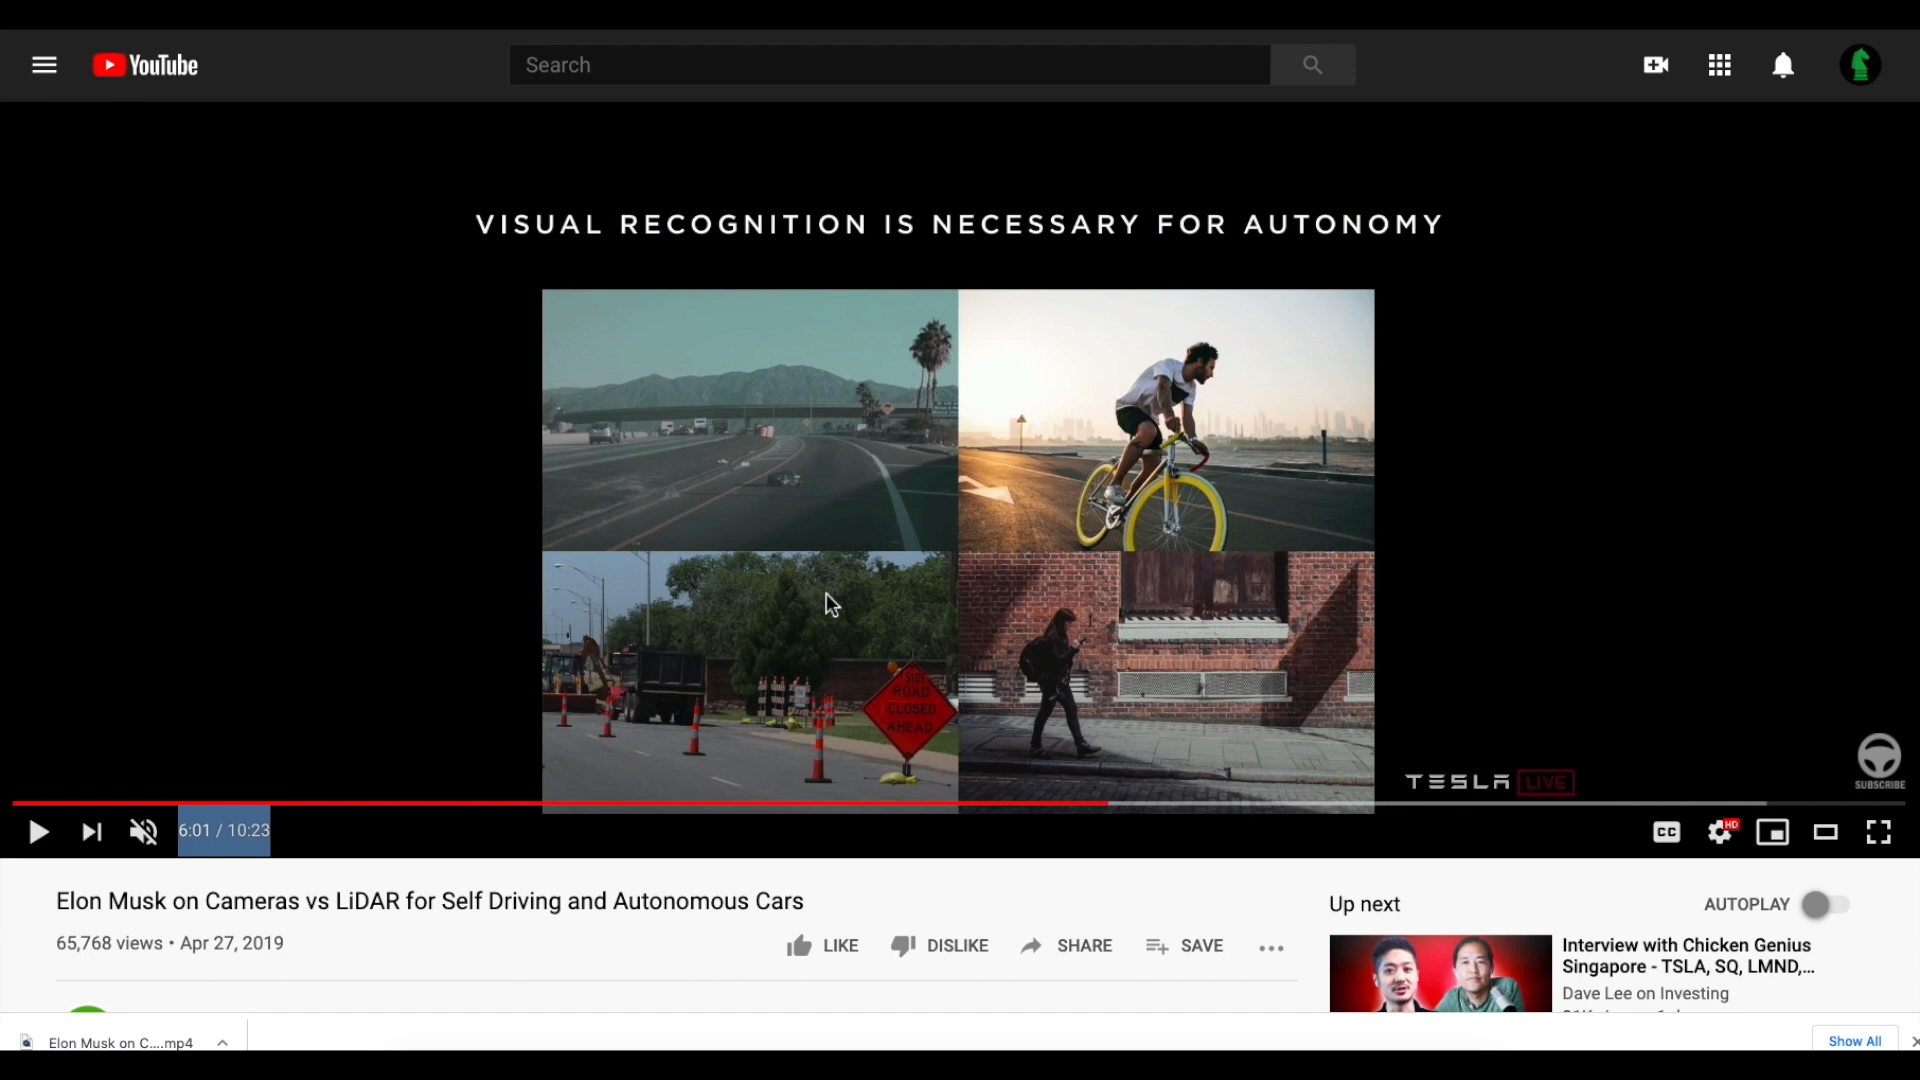 YouTube
Search
VISUAL RECOGNITION IS NECESSARY FOR AUTONOMY
SIDE
ROAD
CLOSED
AHEAD
TESLA LIVE
SUBSCRIBE
6:01 / 10:23
CC
HD
Elon Musk on Cameras vs LiDAR for Self Driving and Autonomous Cars
65,768 views • Apr 27, 2019
LIKE
DISLIKE
SHARE
SAVE
Up next
AUTOPLAY
Interview with Chicken Genius
Singapore - TSLA, SQ, LMND,...
Dave Lee on Investing
Elon Musk on C....mp4
Show All